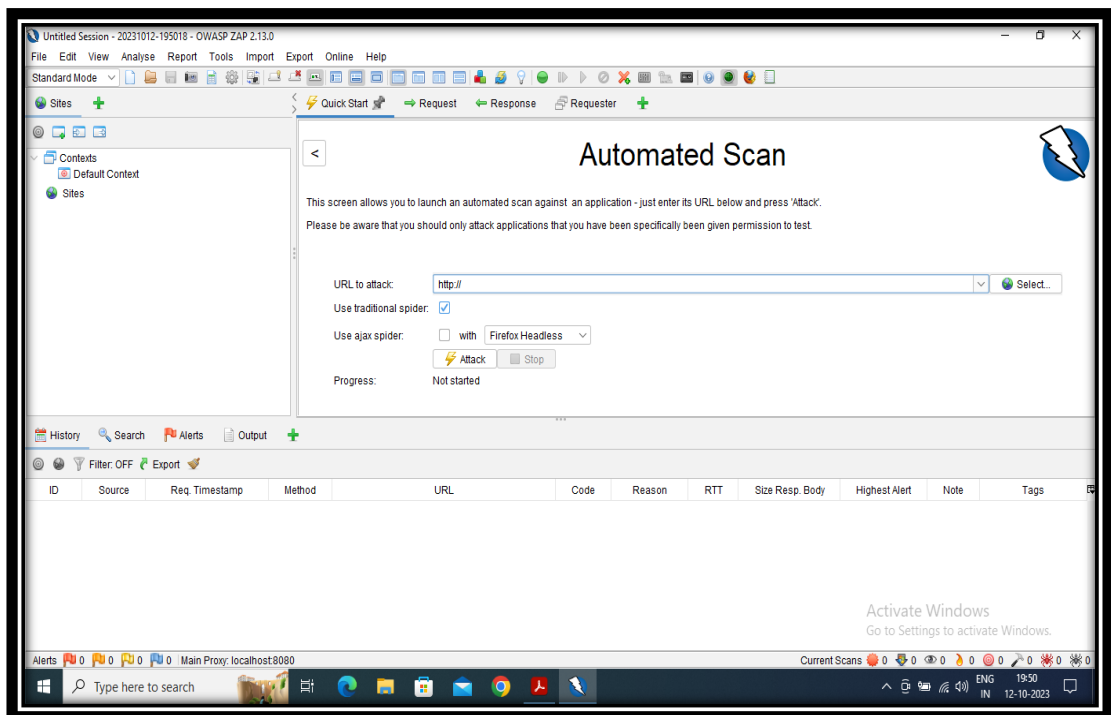 Untitled Session - 20231012-195018 - OWASP ZAP 2.13.0
File Edit View Analyse Report Tools Import Export Online Help
Standard Mode
Sites
Quick Start Request Response Requester
Contexts
Default Context
Sites
<
Automated Scan
This screen allows you to launch an automated scan against an application - just enter its URL below and press 'Attack'.
Please be aware that you should only attack applications that you have been specifically been given permission to test.
URL to attack: http:// Select...
Use traditional spider:
Use ajax spider: with Firefox Headless
Attack Stop
Progress: Not started
History Search Alerts Output
Filter: OFF Export
ID Source Req. Timestamp Method URL Code Reason RTT Size Resp. Body Highest Alert Note Tags
Activate Windows
Go to Settings to activate Windows.
Alerts 0 0 0 0 Main Proxy: localhost:8080 Current Scans 0 0 0 0 0 0 0 0
Type here to search
ENG 19:50
IN 12-10-2023